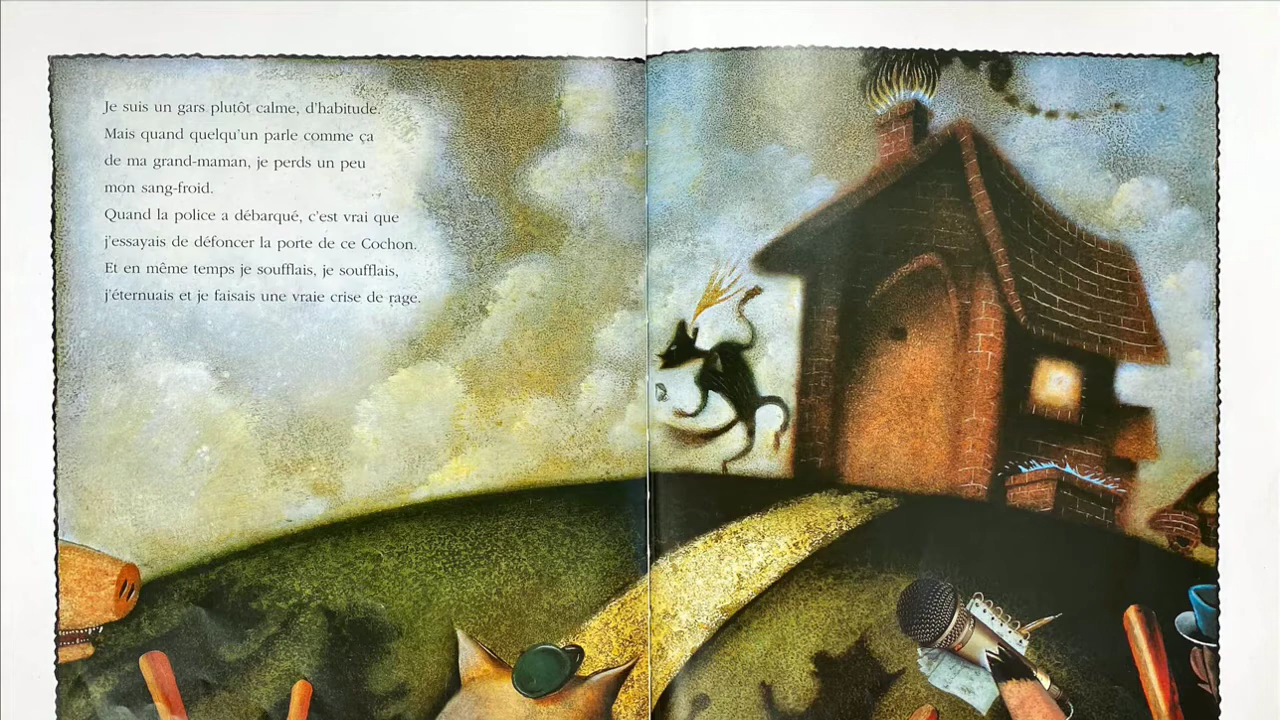 Je suis un gars plutôt calme, d'habitude.
Mais quand quelqu'un parle comme ça
de ma grand-maman, je perds un peu
mon sang-froid.
Quand la police a débarqué, c'est vrai que
j'essayais de défoncer la porte de ce Cochon.
Et en même temps je soufflais, je soufflais,
j'éternuais et je faisais une vraie crise de rage.